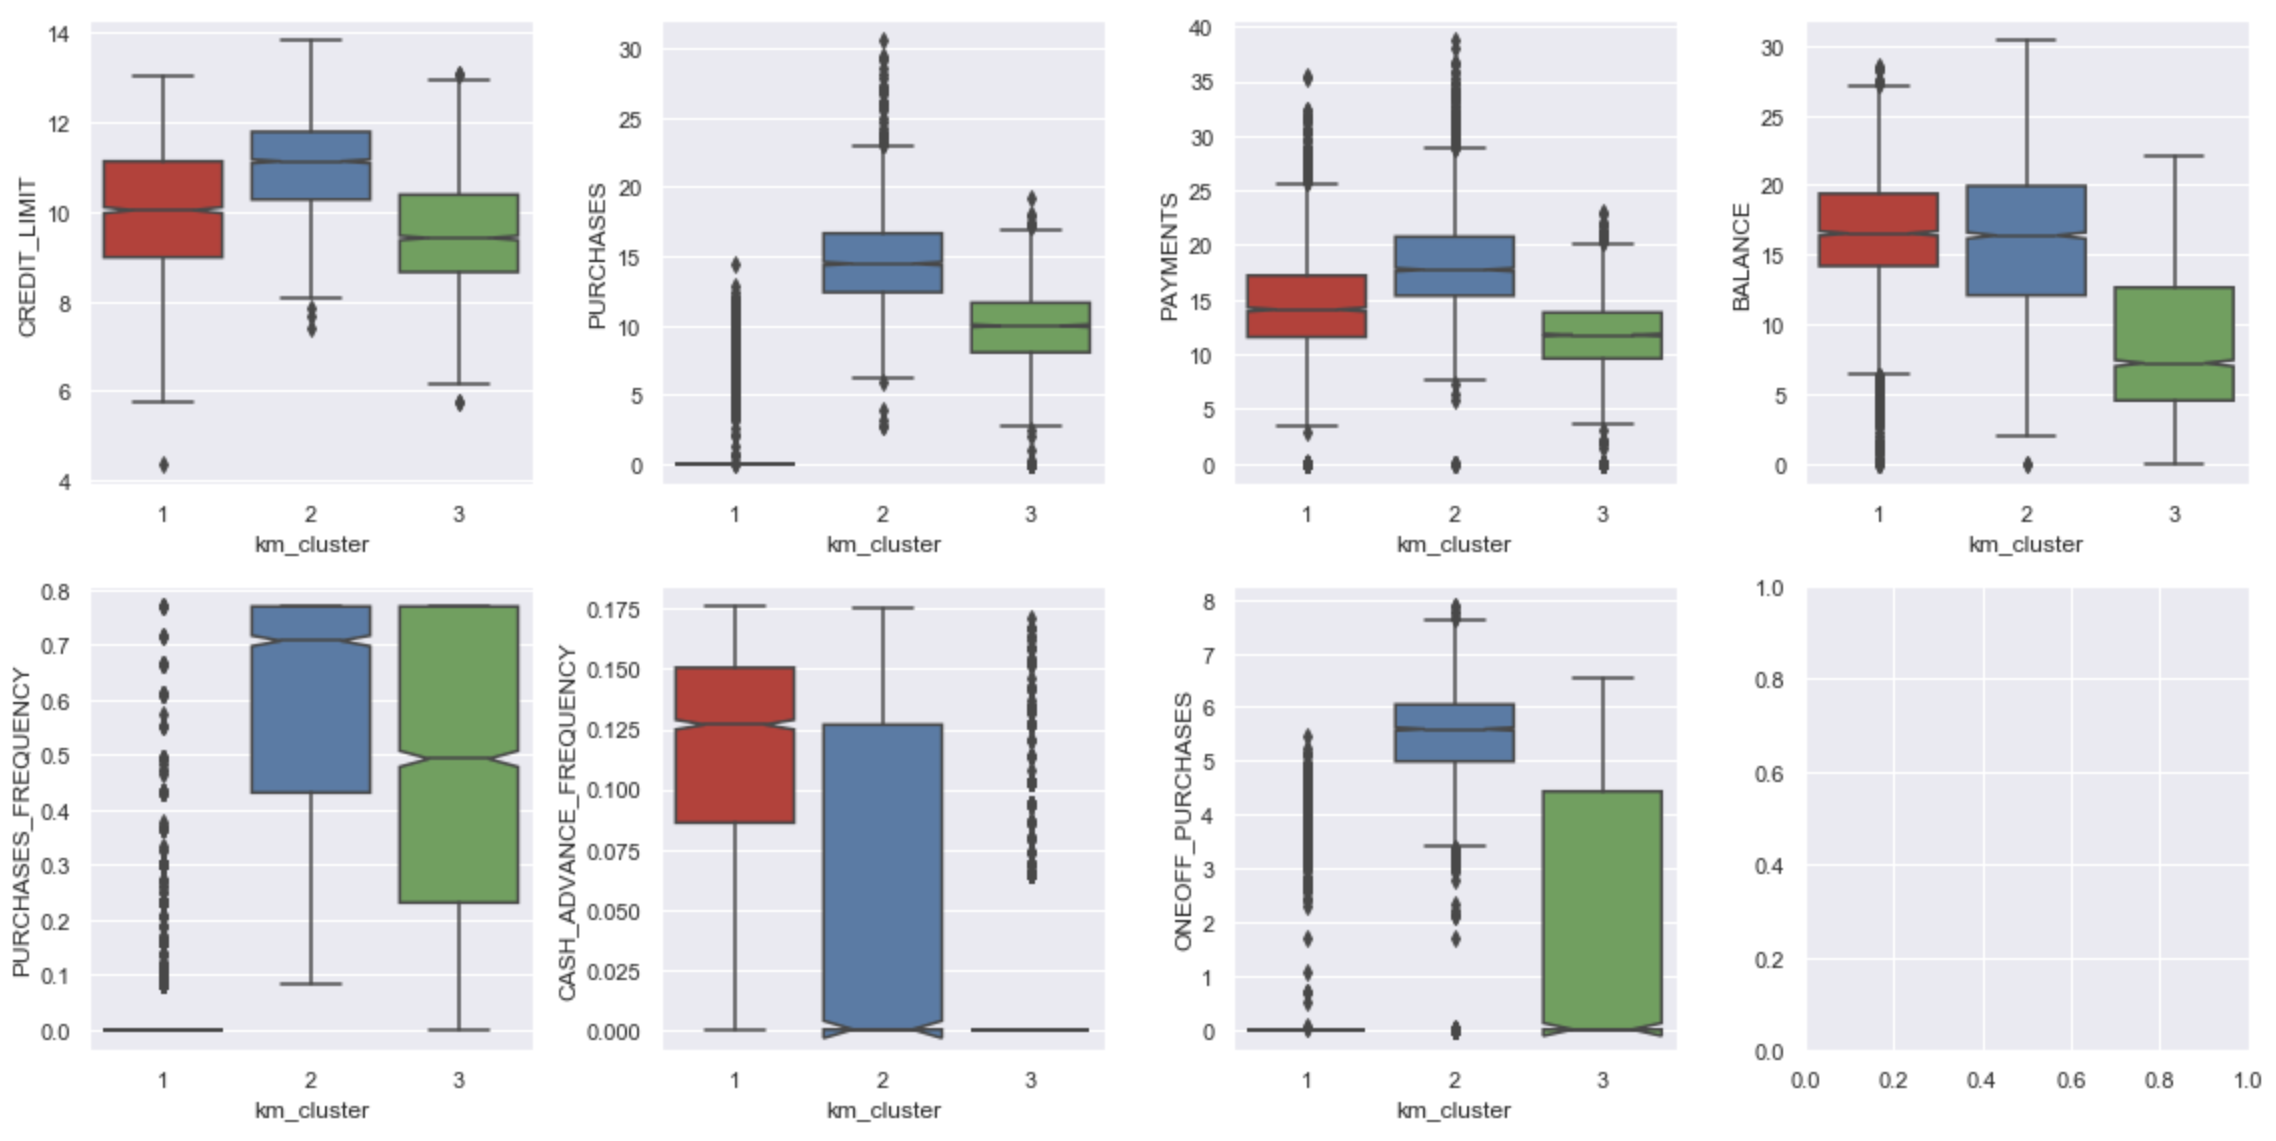 CREDIT_LIMIT
14
12
10
8
6
4
1 2 3
km_cluster
PURCHASES
30
25
20
15
10
5
0
1 2 3
km_cluster
PAYMENTS
40
35
30
25
20
15
10
5
0
1 2 3
km_cluster
BALANCE
30
25
20
15
10
5
0
1 2 3
km_cluster
PURCHASES_FREQUENCY
0.8
0.7
0.6
0.5
0.4
0.3
0.2
0.1
0.0
1 2 3
km_cluster
CASH_ADVANCE_FREQUENCY
0.175
0.150
0.125
0.100
0.075
0.050
0.025
0.000
1 2 3
km_cluster
ONEOFF_PURCHASES
8
7
6
5
4
3
2
1
0
1 2 3
km_cluster
1.0
0.8
0.6
0.4
0.2
0.0
0.0 0.2 0.4 0.6 0.8 1.0